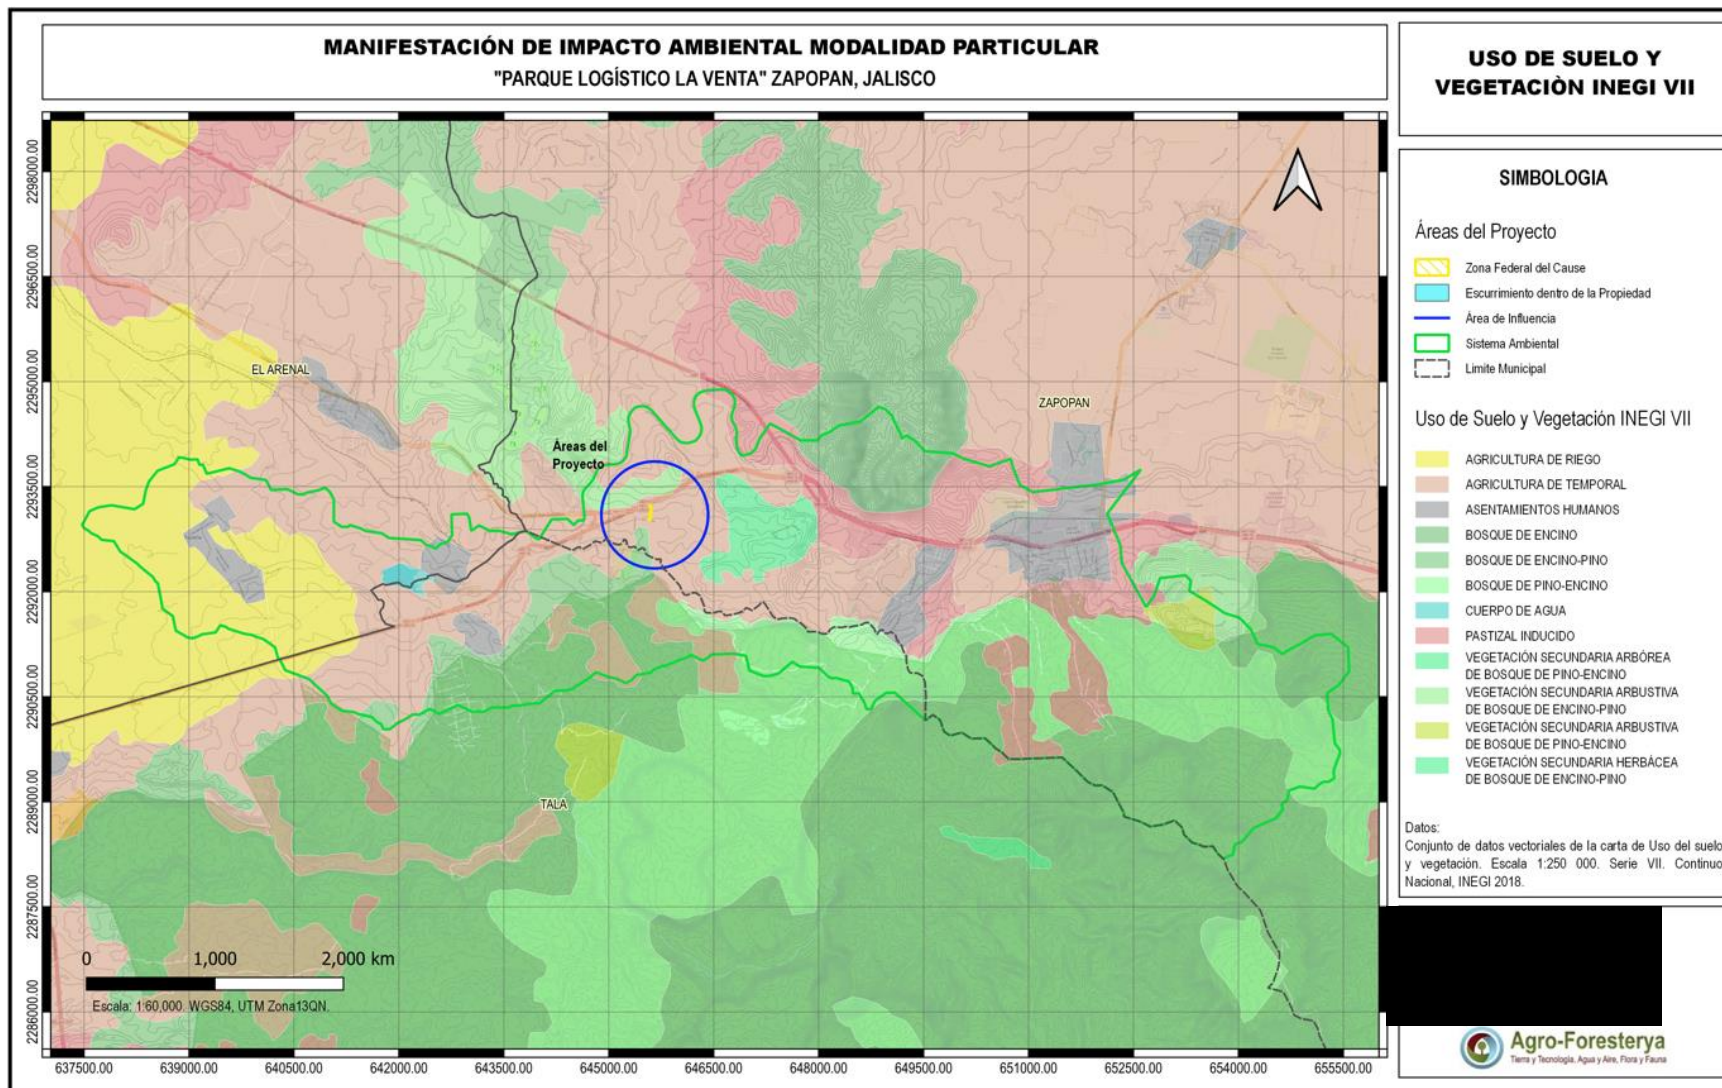 MANIFESTACIÓN DE IMPACTO AMBIENTAL MODALIDAD PARTICULAR
"PARQUE LOGÍSTICO LA VENTA" ZAPOPAN, JALISCO
USO DE SUELO Y
VEGETACIÒN INEGI VII
SIMBOLOGIA
Áreas del Proyecto
Zona Federal del Cause
Escurrimiento dentro de la Propiedad
Área de Influencia
Sistema Ambiental
Limite Municipal
Uso de Suelo y Vegetación INEGI VII
AGRICULTURA DE RIEGO
AGRICULTURA DE TEMPORAL
ASENTAMIENTOS HUMANOS
BOSQUE DE ENCINO
BOSQUE DE ENCINO-PINO
BOSQUE DE PINO-ENCINO
CUERPO DE AGUA
PASTIZAL INDUCIDO
VEGETACIÓN SECUNDARIA ARBÓREA
DE BOSQUE DE PINO-ENCINO
VEGETACIÓN SECUNDARIA ARBUSTIVA
DE BOSQUE DE ENCINO-PINO
VEGETACIÓN SECUNDARIA ARBUSTIVA
DE BOSQUE DE PINO-ENCINO
VEGETACIÓN SECUNDARIA HERBÁCEA
DE BOSQUE DE ENCINO-PINO
Datos:
Conjunto de datos vectoriales de la carta de Uso del suelo
y vegetación. Escala 1:250 000. Serie VII. Continuo
Nacional, INEGI 2018.
Agro-Foresterya
Tierra y Tecnología, Agua y Aire, Flora y Fauna
2298000.00
2296500.00
2295000.00
2293500.00
2292000.00
2290500.00
2289000.00
2287500.00
2286000.00
EL ARENAL
ZAPOPAN
Áreas del
Proyecto
TALA
0 1,000 2,000 km
Escala: 1:60,000. WGS84, UTM Zona13QN.
637500.00 639000.00 640500.00 642000.00 643500.00 645000.00 646500.00 648000.00 649500.00 651000.00 652500.00 654000.00 655500.00